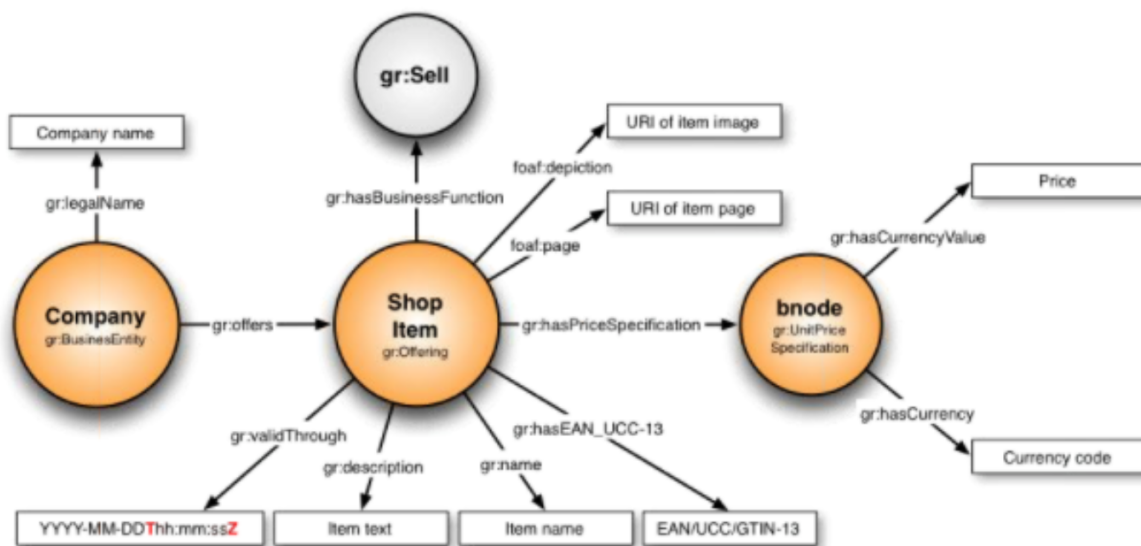 gr:Sell
Company name
URI of item image
foaf:depiction
Price
gr:legalName
gr:hasBusinessFunction
URI of item page
gr:hasCurrencyValue
foaf:page
Company
gr:BusinesEntity
gr:offers
Shop
Item
gr:Offering
gr:hasPriceSpecification
bnode
gr:UnitPrice
Specification
gr:hasCurrency
gr:validThrough
gr:hasEAN_UCC-13
gr:description
gr:name
Currency code
YYYY-MM-DDThh:mm:ssZ
Item text
Item name
EAN/UCC/GTIN-13